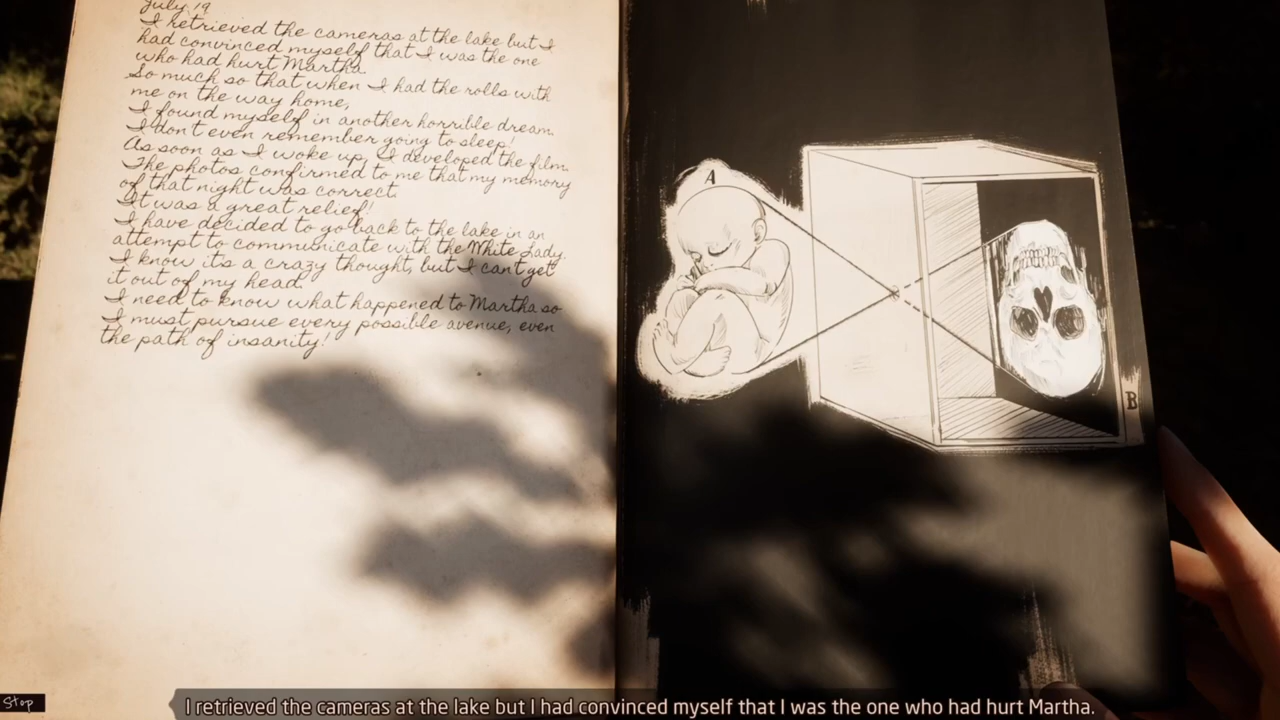 July 19
I retrieved the cameras at the lake but I
had convinced myself that I was the one
who had hurt Martha.
So much so that when I had the rolls with
me on the way home,
I found myself in another horrible dream.
I don't even remember going to sleep!
As soon as I woke up, I developed the film.
The photos confirmed to me that my memory
of that night was correct.
It was a great relief!
I have decided to go back to the lake in an
attempt to communicate with the White Lady.
I know it's a crazy thought, but I can't get
it out of my head.
I need to know what happened to Martha so
I must pursue every possible avenue, even
the path of insanity!
A
B
Stop
I retrieved the cameras at the lake but I had convinced myself that I was the one who had hurt Martha.